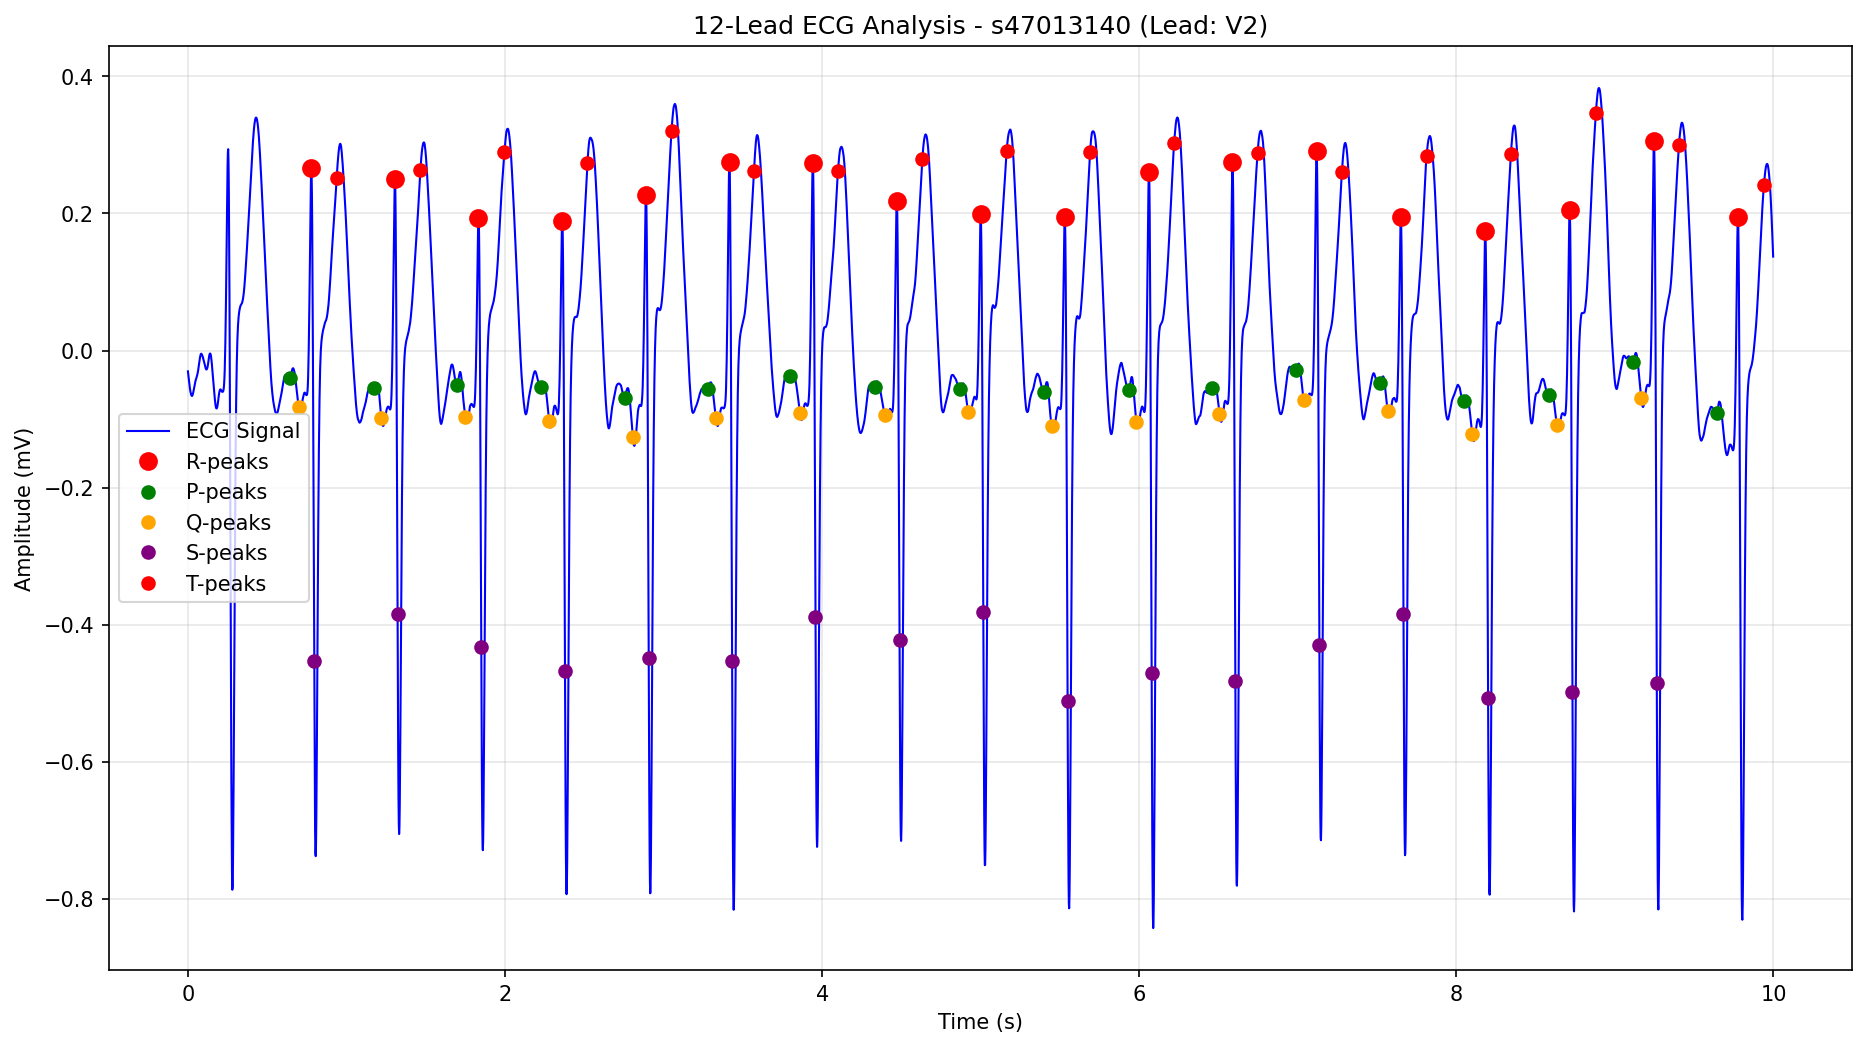 12-Lead ECG Analysis - s47013140 (Lead: V2)
0.4
0.2
0.0
−0.2
−0.4
−0.6
−0.8
Amplitude (mV)
ECG Signal
R-peaks
P-peaks
Q-peaks
S-peaks
T-peaks
0 2 4 6 8 10
Time (s)